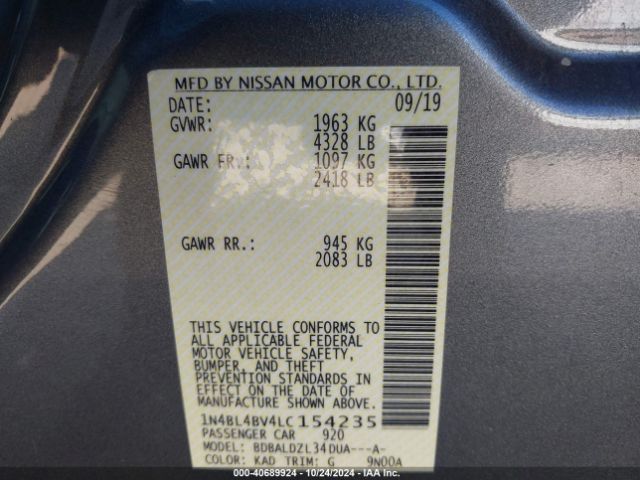 MFD BY NISSAN MOTOR CO., LTD.
DATE: 09/19
GVWR: 1963 KG
4328 LB
GAWR FR.: 1097 KG
2418 LB
GAWR RR.: 945 KG
2083 LB
THIS VEHICLE CONFORMS TO
ALL APPLICABLE FEDERAL
MOTOR VEHICLE SAFETY,
BUMPER, AND THEFT
PREVENTION STANDARDS IN
EFFECT ON THE DATE OF
MANUFACTURE SHOWN ABOVE.
1N4BL4BV4LC154235
PASSENGER CAR 920
MODEL: BDBALDZL34DUA---A-
COLOR: KAD TRIM: G 9N00A
© IAA 40689924 | 10/24/2024 | IAAI.COM